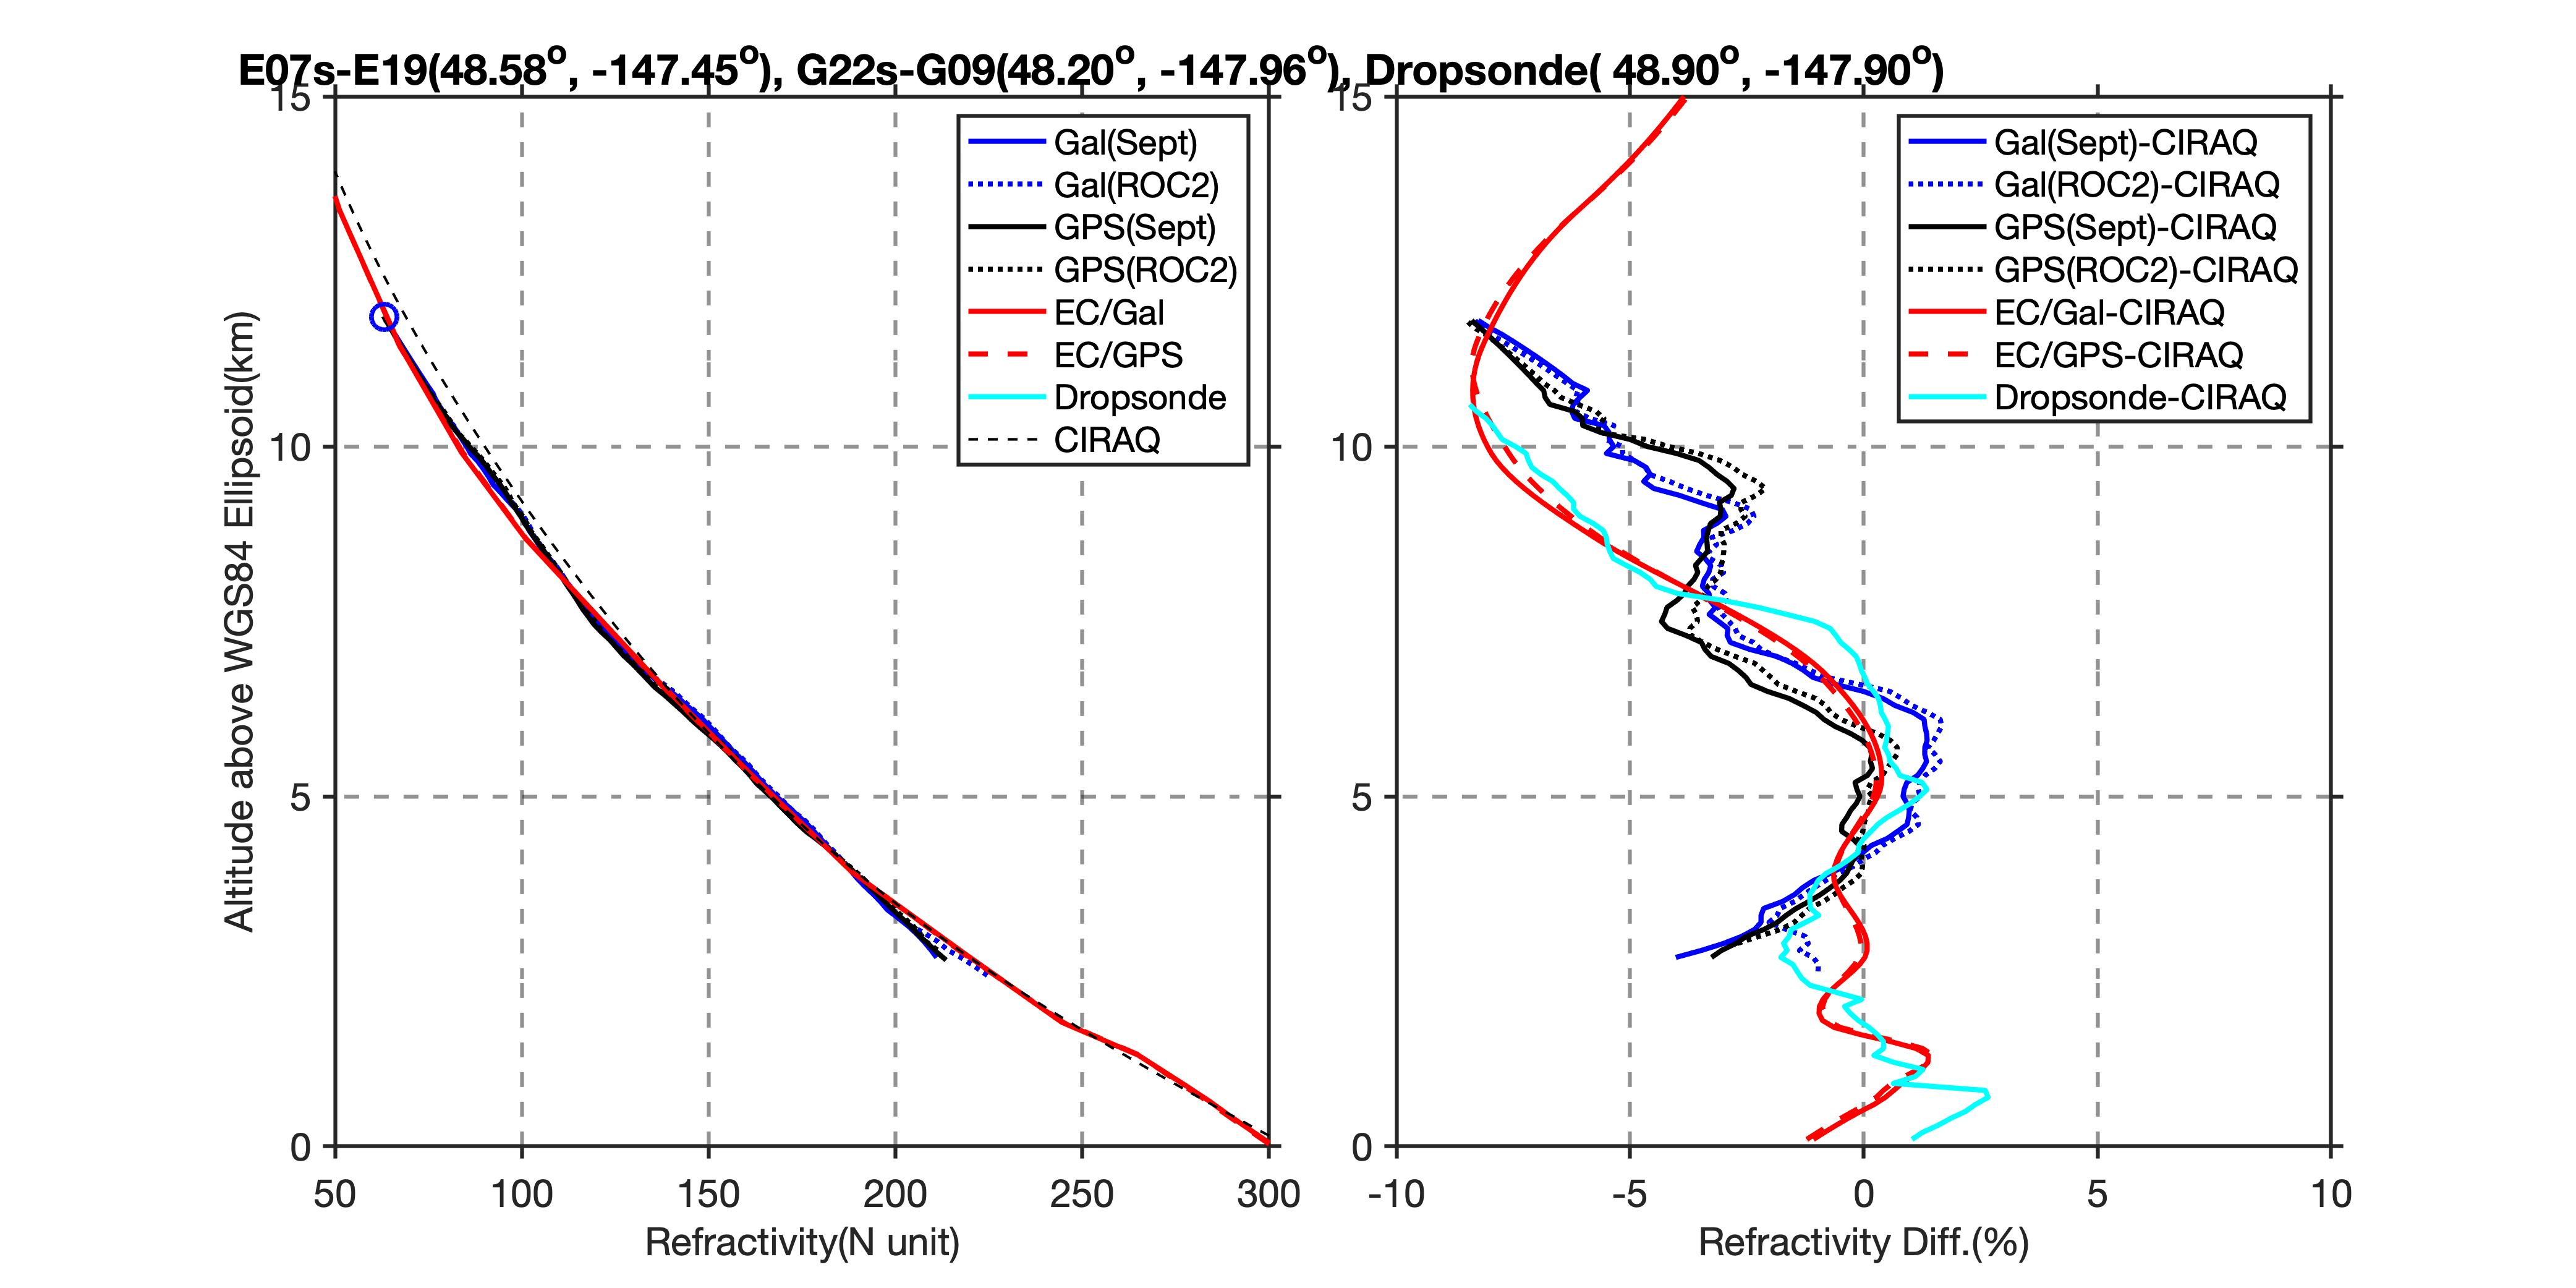 E07s-E19(48.58°, -147.45°), G22s-G09(48.20°, -147.96°), Dropsonde( 48.90°, -147.90°)
Altitude above WGS84 Ellipsoid(km)
15
10
5
0
50 100 150 200 250 300
Refractivity(N unit)
Gal(Sept)
Gal(ROC2)
GPS(Sept)
GPS(ROC2)
EC/Gal
EC/GPS
Dropsonde
CIRAQ
15
10
5
0
-10 -5 0 5 10
Refractivity Diff.(%)
Gal(Sept)-CIRAQ
Gal(ROC2)-CIRAQ
GPS(Sept)-CIRAQ
GPS(ROC2)-CIRAQ
EC/Gal-CIRAQ
EC/GPS-CIRAQ
Dropsonde-CIRAQ